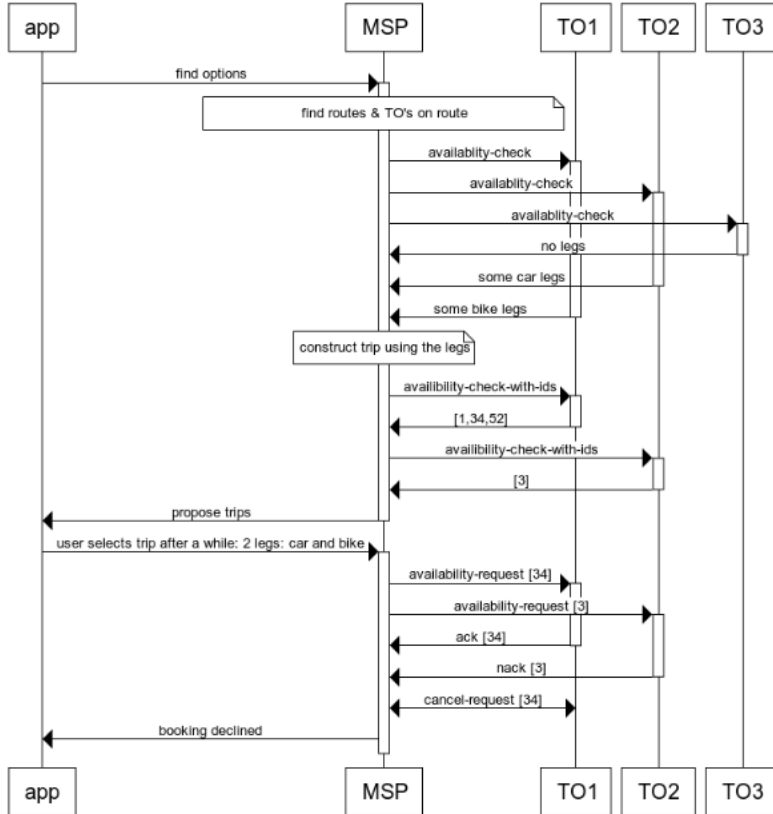 app MSP TO1 TO2 TO3
find options
find routes & TO's on route
availablity-check
availablity-check
availablity-check
no legs
some car legs
some bike legs
construct trip using the legs
availibility-check-with-ids
[1,34,52]
availibility-check-with-ids
[3]
propose trips
user selects trip after a while: 2 legs: car and bike
availability-request [34]
availability-request [3]
ack [34]
nack [3]
cancel-request [34]
booking declined
app MSP TO1 TO2 TO3